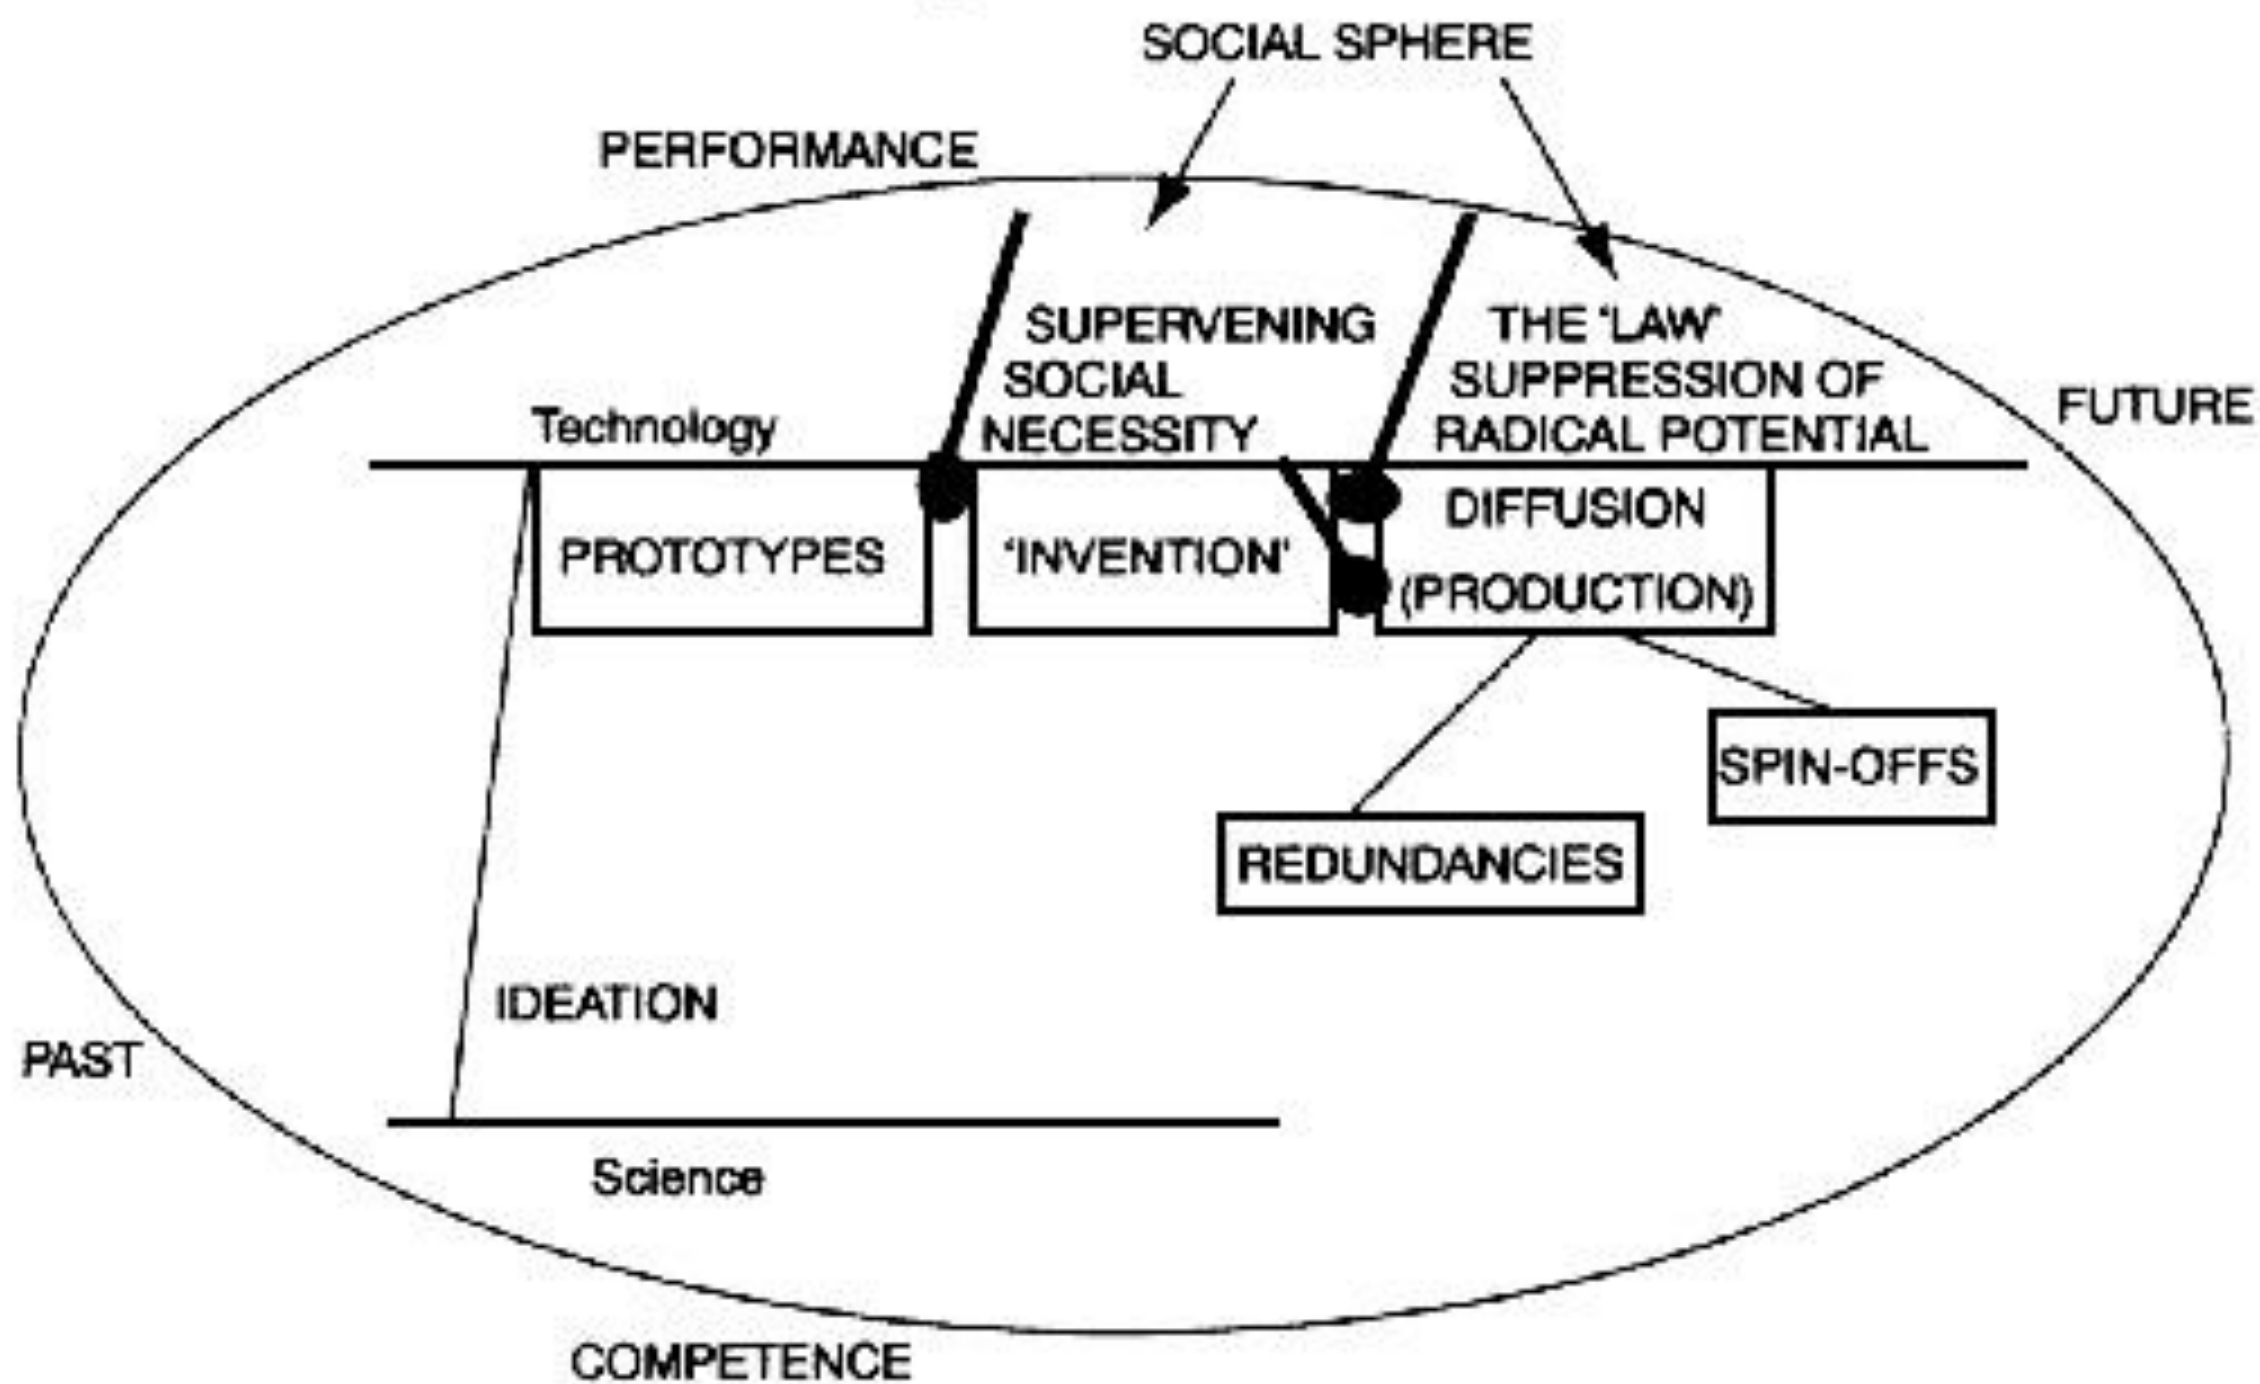 SOCIAL SPHERE
PERFORMANCE
SUPERVENING
SOCIAL
NECESSITY
THE ‘LAW’
SUPPRESSION OF
RADICAL POTENTIAL
FUTURE
Technology
PROTOTYPES
‘INVENTION’
DIFFUSION
(PRODUCTION)
SPIN-OFFS
REDUNDANCIES
IDEATION
PAST
Science
COMPETENCE